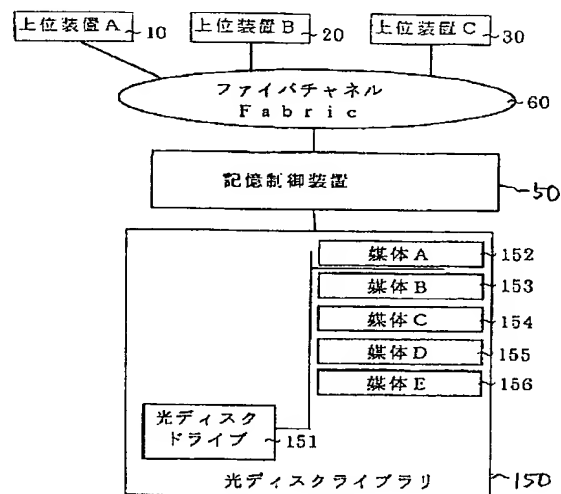 上位装置A 10 上位装置B 20 上位装置C 30
ファイバチャネル
Fabric
60
記憶制御装置
50
媒体A 152
媒体B 153
媒体C 154
媒体D 155
媒体E 156
光ディスク
ドライブ 151
光ディスクライブラリ 150